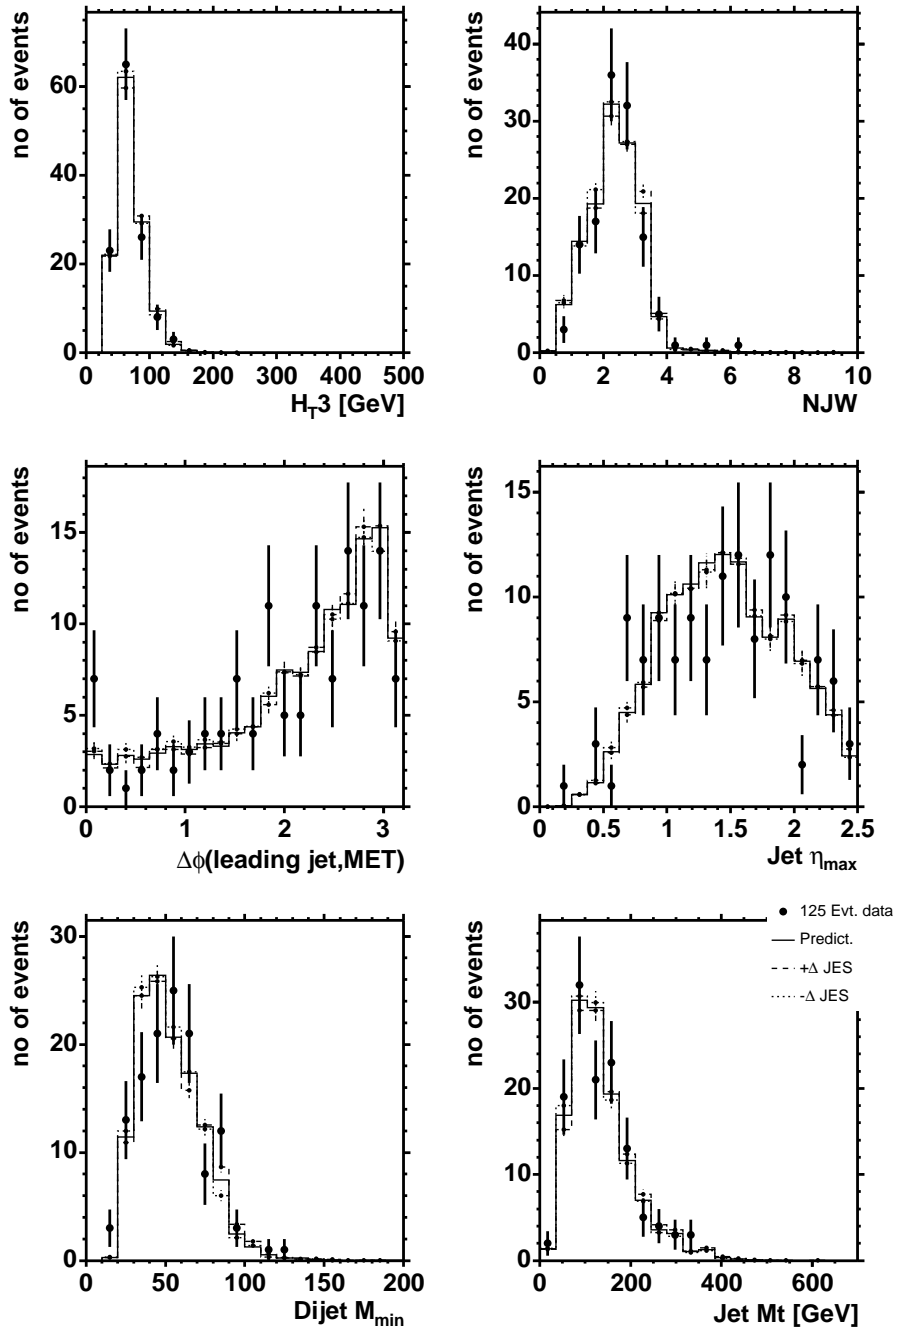 no of events
60
40
20
0
0 100 200 300 400 500
H_T3 [GeV]
no of events
40
30
20
10
0
0 2 4 6 8 10
NJW
no of events
15
10
5
0
0 1 2 3
Δϕ(leading jet,MET)
no of events
15
10
5
0
0 0.5 1 1.5 2 2.5
Jet η_max
no of events
30
20
10
0
0 50 100 150 200
Dijet M_min
no of events
30
20
10
0
0 200 400 600
Jet Mt [GeV]
125 Evt. data
Predict.
+Δ JES
-Δ JES